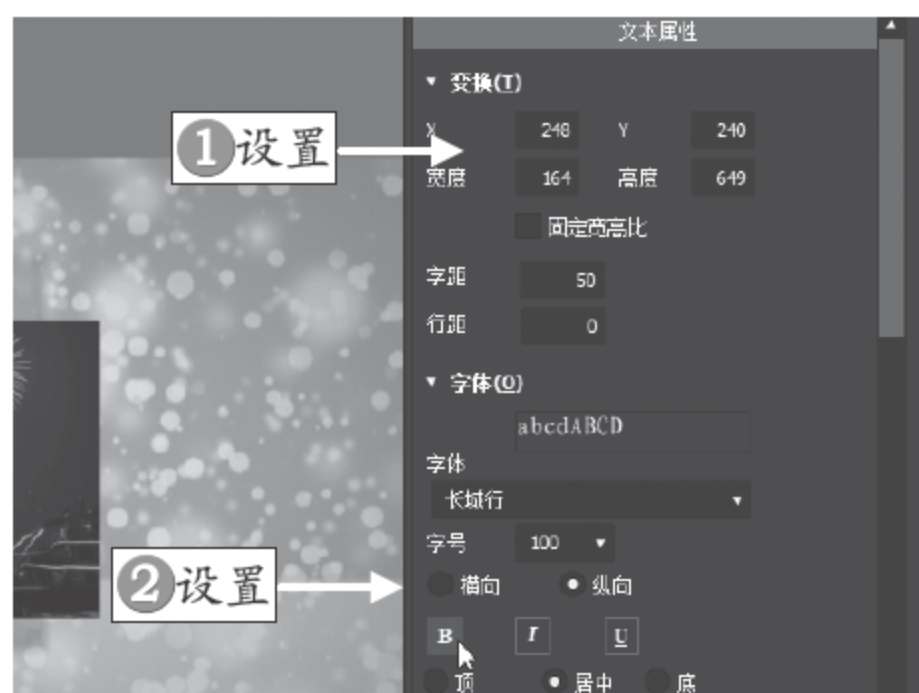 文本属性
变换(T)
1 设置
X 248 Y 240
宽度 164 高度 649
固定宽高比
字距 50
行距 0
字体(O)
abcdABCD
字体
长城行
字号 100
2 设置
横向 纵向
B I U
顶 居中 底